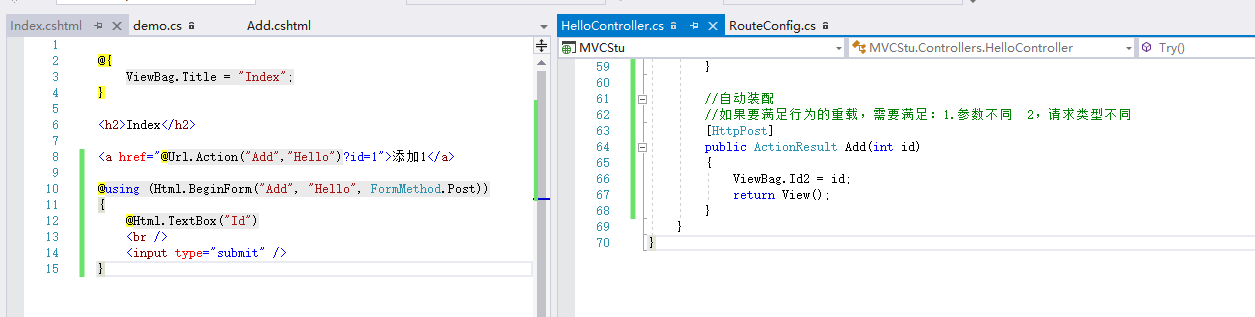 Index.cshtml
demo.cs
Add.cshtml
1
2 @{
3 ViewBag.Title = "Index";
4 }
5
6 <h2>Index</h2>
7
8 <a href="@Url.Action("Add","Hello")?id=1">添加1</a>
9
10 @using (Html.BeginForm("Add", "Hello", FormMethod.Post))
11 {
12 @Html.TextBox("Id")
13 <br />
14 <input type="submit" />
15 }
HelloController.cs
RouteConfig.cs
MVCStu
MVCStu.Controllers.HelloController
Try()
59 }
60
61 //自动装配
62 //如果要满足行为的重载，需要满足：1.参数不同 2，请求类型不同
63 [HttpPost]
64 public ActionResult Add(int id)
65 {
66 ViewBag.Id2 = id;
67 return View();
68 }
69 }
70 }